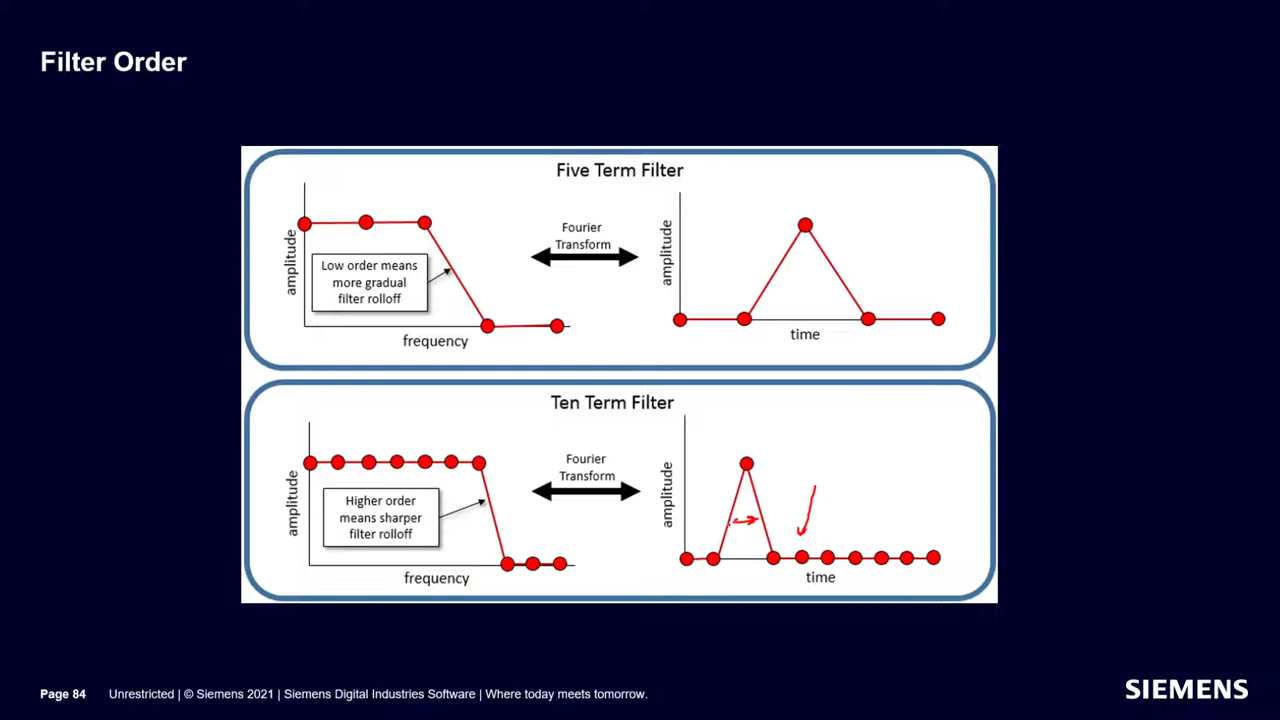 Filter Order
Five Term Filter
amplitude
Low order means
more gradual
filter rolloff
frequency
Fourier
Transform
amplitude
time
Ten Term Filter
amplitude
Higher order
means sharper
filter rolloff
frequency
Fourier
Transform
amplitude
time
Page 84 Unrestricted | © Siemens 2021 | Siemens Digital Industries Software | Where today meets tomorrow.
SIEMENS